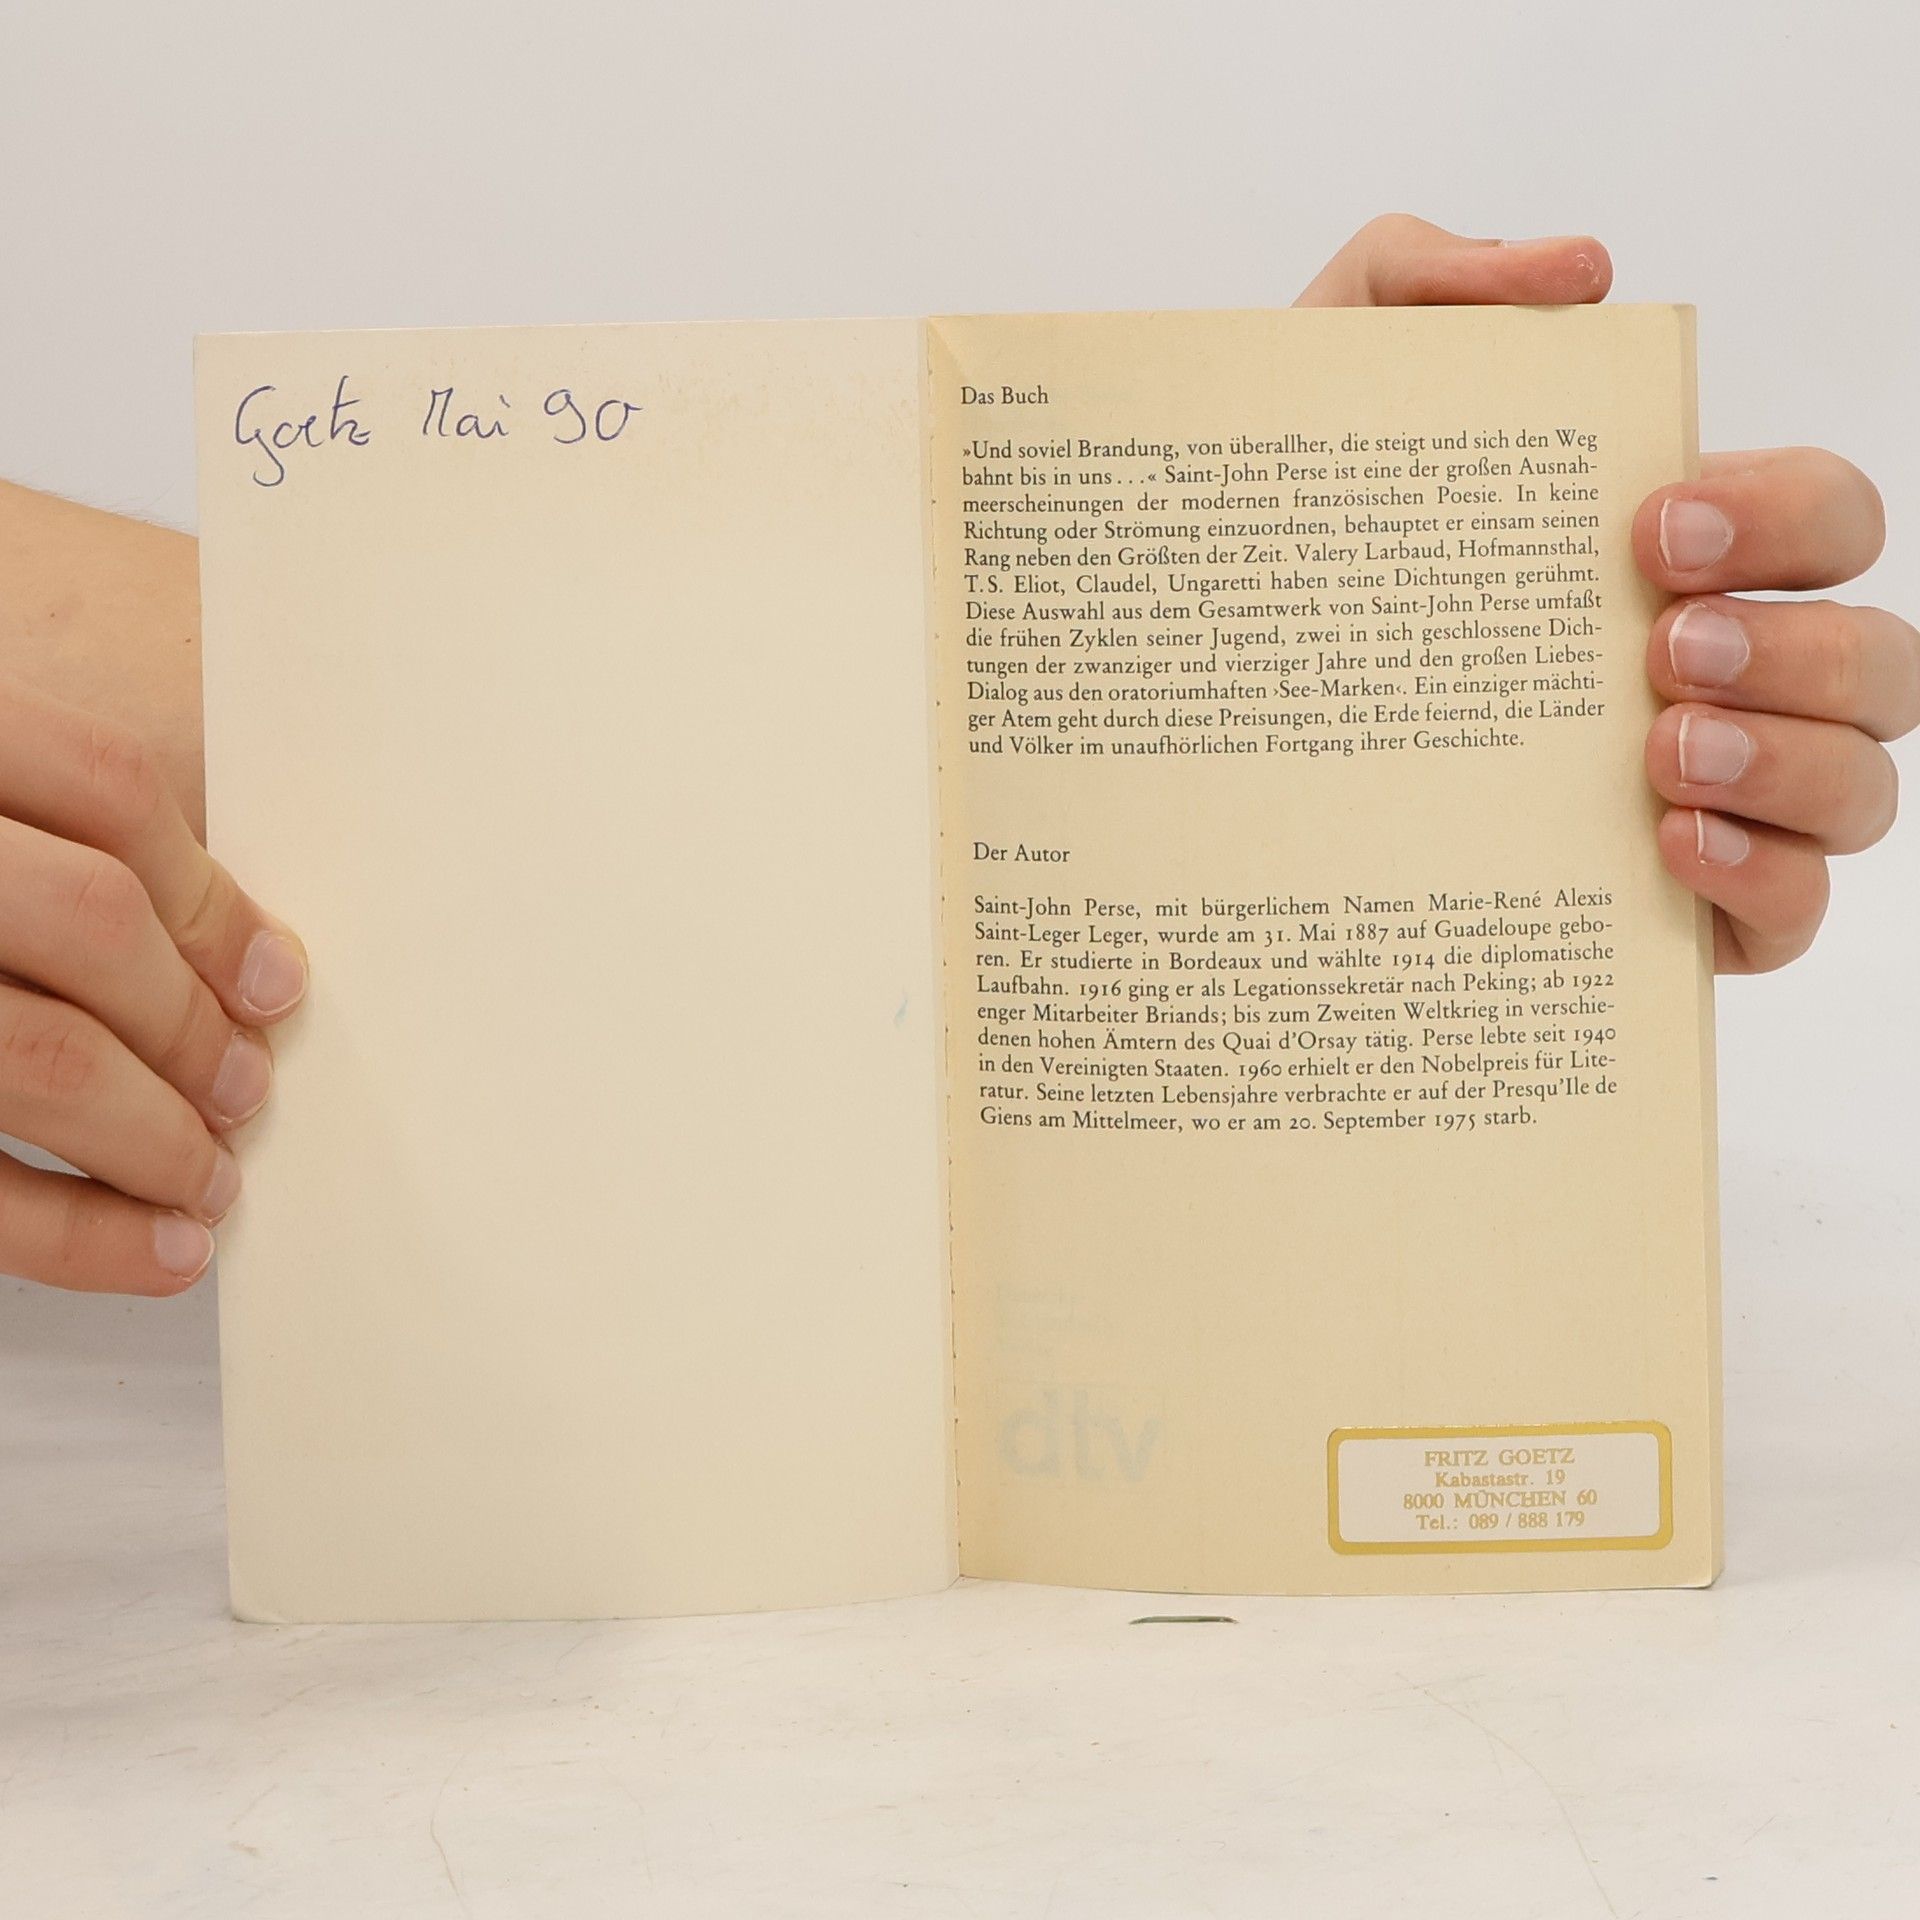 Goetz Mai 90
Das Buch
»Und soviel Brandung, von überallher, die steigt und sich den Weg
bahnt bis in uns . . .« Saint-John Perse ist eine der großen Ausnah-
meerscheinungen der modernen französischen Poesie. In keine
Richtung oder Strömung einzuordnen, behauptet er einsam seinen
Rang neben den Größten der Zeit. Valery Larbaud, Hofmannsthal,
T. S. Eliot, Claudel, Ungaretti haben seine Dichtungen gerühmt.
Diese Auswahl aus dem Gesamtwerk von Saint-John Perse umfaßt
die frühen Zyklen seiner Jugend, zwei in sich geschlossene Dich-
tungen der zwanziger und vierziger Jahre und den großen Liebes-
Dialog aus den oratoriumhaften ›See-Marken‹. Ein einziger mächti-
ger Atem geht durch diese Preisungen, die Erde feiernd, die Länder
und Völker im unaufhörlichen Fortgang ihrer Geschichte.
Der Autor
Saint-John Perse, mit bürgerlichem Namen Marie-René Alexis
Saint-Leger Leger, wurde am 31. Mai 1887 auf Guadeloupe gebo-
ren. Er studierte in Bordeaux und wählte 1914 die diplomatische
Laufbahn. 1916 ging er als Legationssekretär nach Peking; ab 1922
enger Mitarbeiter Briands; bis zum Zweiten Weltkrieg in verschie-
denen hohen Ämtern des Quai d'Orsay tätig. Perse lebte seit 1940
in den Vereinigten Staaten. 1960 erhielt er den Nobelpreis für Lite-
ratur. Seine letzten Lebensjahre verbrachte er auf der Presqu'Ile de
Giens am Mittelmeer, wo er am 20. September 1975 starb.
dtv
FRITZ GOETZ
Kabastastr. 19
8000 MÜNCHEN 60
Tel.: 089 / 888 179